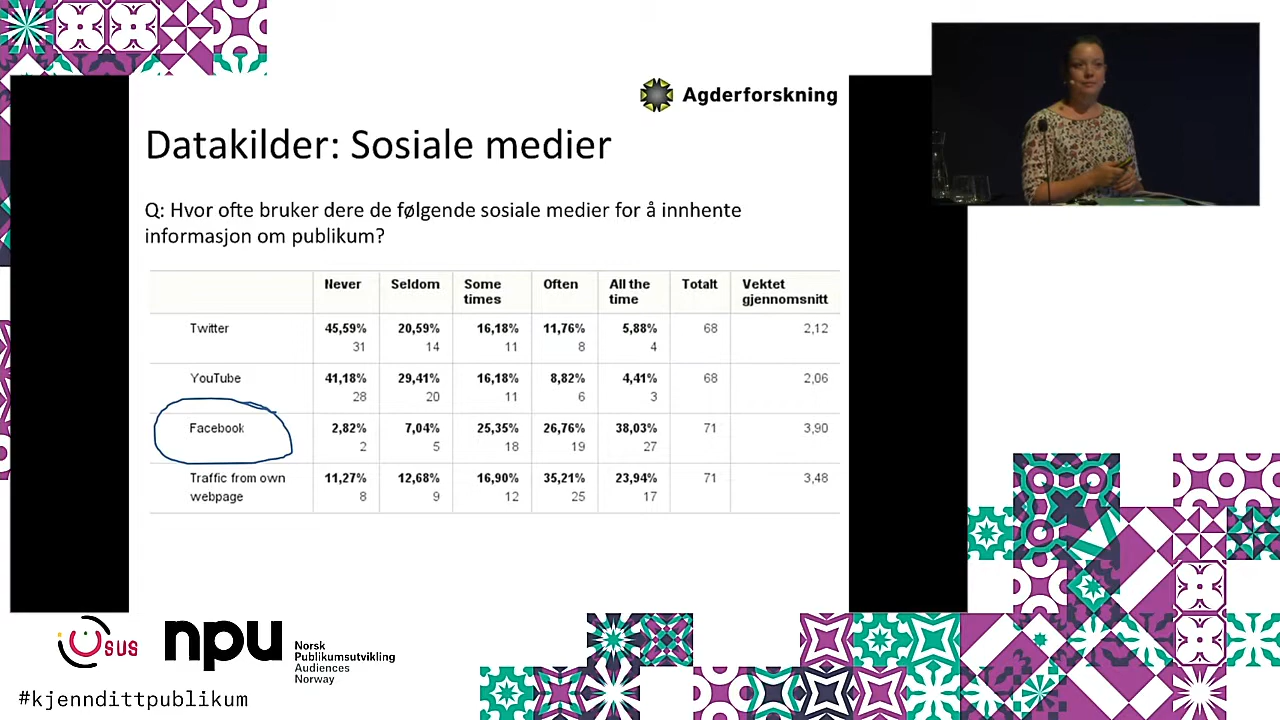 Agderforskning
Datakilder: Sosiale medier
Q: Hvor ofte bruker dere de følgende sosiale medier for å innhente
informasjon om publikum?
Never Seldom Some times Often All the time Totalt Vektet gjennomsnitt
Twitter 45,59% 20,59% 16,18% 11,76% 5,88% 68 2,12
31 14 11 8 4
YouTube 41,18% 29,41% 16,18% 8,82% 4,41% 68 2,06
28 20 11 6 3
Facebook 2,82% 7,04% 25,35% 26,76% 38,03% 71 3,90
2 5 18 19 27
Traffic from own 11,27% 12,68% 16,90% 35,21% 23,94% 71 3,48
webpage 8 9 12 25 17
usus
npu
Norsk
Publikumsutvikling
Audiences
Norway
#kjenndittpublikum